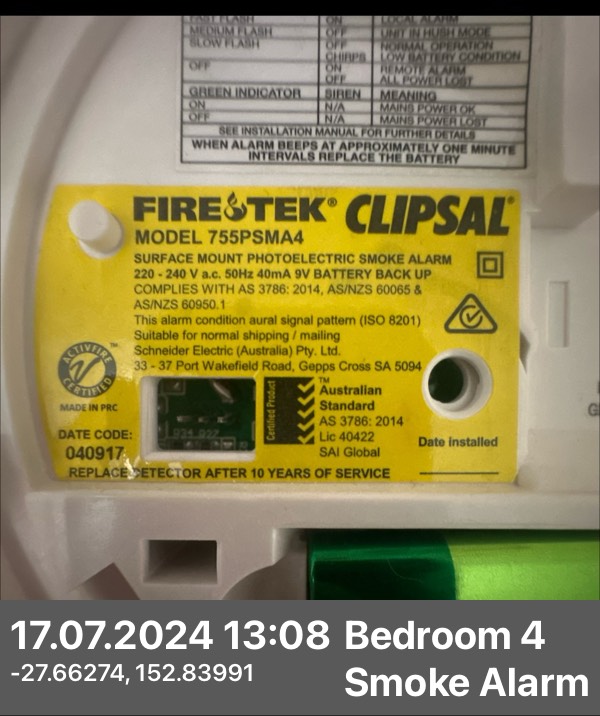 FAST FLASH ON LOCAL ALARM
MEDIUM FLASH OFF UNIT IN HUSH MODE
SLOW FLASH OFF NORMAL OPERATION
CHIRPS LOW BATTERY CONDITION
OFF ON REMOTE ALARM
OFF ALL POWER LOST
GREEN INDICATOR SIREN MEANING
ON N/A MAINS POWER OK
OFF N/A MAINS POWER LOST
SEE INSTALLATION MANUAL FOR FURTHER DETAILS
WHEN ALARM BEEPS AT APPROXIMATELY ONE MINUTE
INTERVALS REPLACE THE BATTERY
FIRETEK® CLIPSAL®
MODEL 755PSMA4
SURFACE MOUNT PHOTOELECTRIC SMOKE ALARM
220 - 240 V a.c. 50Hz 40mA 9V BATTERY BACK UP
COMPLIES WITH AS 3786: 2014, AS/NZS 60065 &
AS/NZS 60950.1
This alarm condition aural signal pattern (ISO 8201)
Suitable for normal shipping / mailing
Schneider Electric (Australia) Pty. Ltd.
33 - 37 Port Wakefield Road, Gepps Cross SA 5094
ACTIVFIRE™
CERTIFIED
MADE IN PRC
DATE CODE:
040917
Certified Product
™
Australian
Standard
AS 3786: 2014
Lic 40422
SAI Global
Date installed
REPLACE DETECTOR AFTER 10 YEARS OF SERVICE
17.07.2024 13:08
-27.66274, 152.83991
Bedroom 4
Smoke Alarm